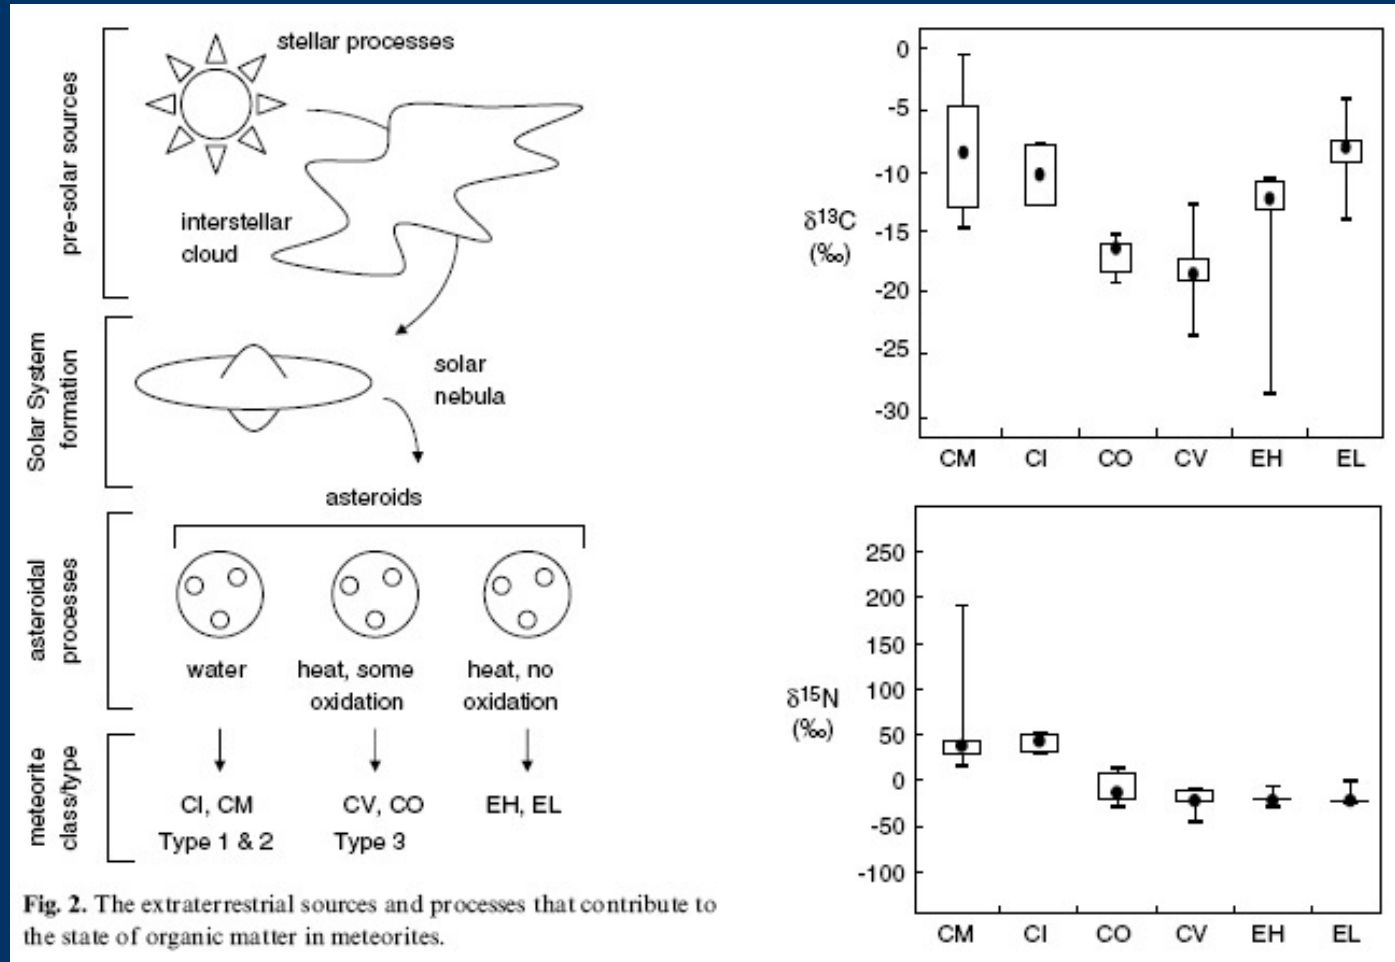 stellar processes
pre-solar sources
interstellar
cloud
Solar System
formation
solar
nebula
asteroids
asteroidal
processes
water
heat, some
oxidation
heat, no
oxidation
meteorite
class/type
CI, CM
CV, CO
EH, EL
Type 1 & 2
Type 3
Fig. 2. The extraterrestrial sources and processes that contribute to
the state of organic matter in meteorites.
δ¹³C
(‰)
0
-5
-10
-15
-20
-25
-30
CM CI CO CV EH EL
δ¹⁵N
(‰)
250
200
150
100
50
0
-50
-100
CM CI CO CV EH EL